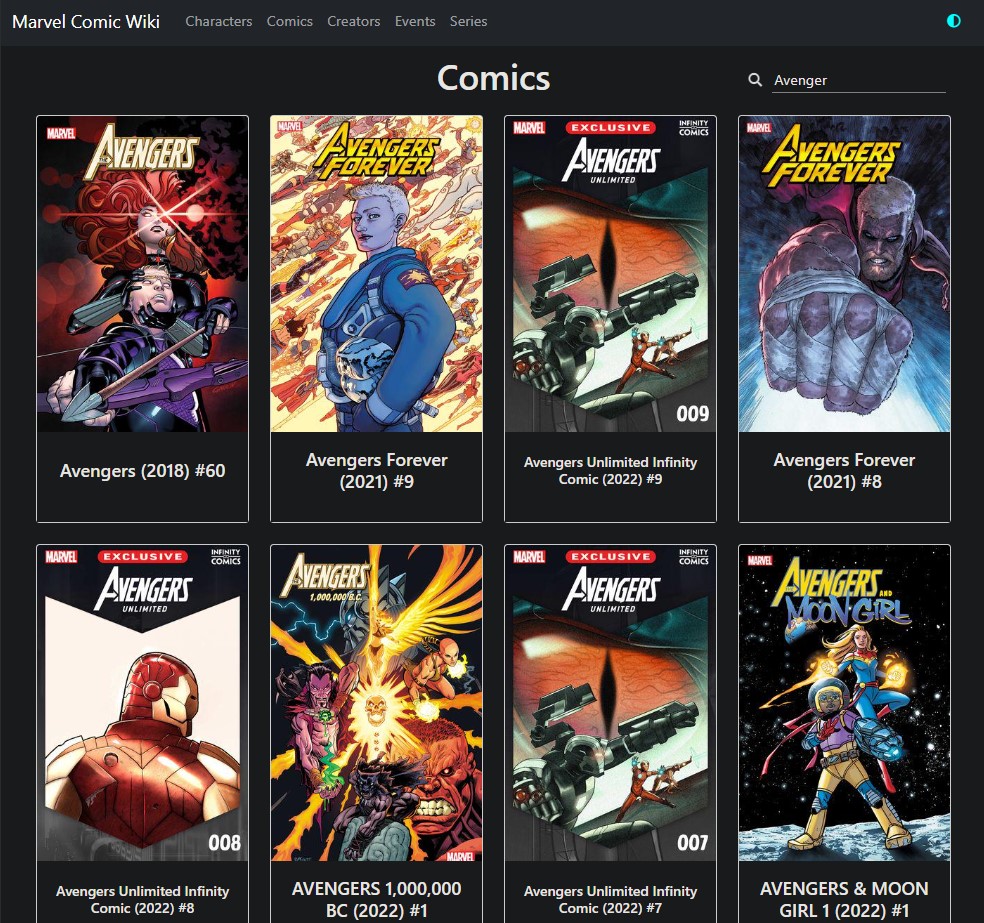 Marvel Comic Wiki Characters Comics Creators Events Series
Comics
Avenger
MARVEL
THE AVENGERS
MARVEL
AVENGERS
FOREVER
MARVEL EXCLUSIVE INFINITY COMICS
AVENGERS
UNLIMITED
009
MARVEL
AVENGERS
FOREVER
Avengers (2018) #60
Avengers Forever
(2021) #9
Avengers Unlimited Infinity
Comic (2022) #9
Avengers Forever
(2021) #8
MARVEL EXCLUSIVE INFINITY COMICS
AVENGERS
UNLIMITED
008
AVENGERS
1,000,000 B.C.
MARVEL
MARVEL EXCLUSIVE INFINITY COMICS
AVENGERS
UNLIMITED
007
MARVEL
AVENGERS AND
MOON GIRL
Avengers Unlimited Infinity
Comic (2022) #8
AVENGERS 1,000,000
BC (2022) #1
Avengers Unlimited Infinity
Comic (2022) #7
AVENGERS & MOON
GIRL 1 (2022) #1